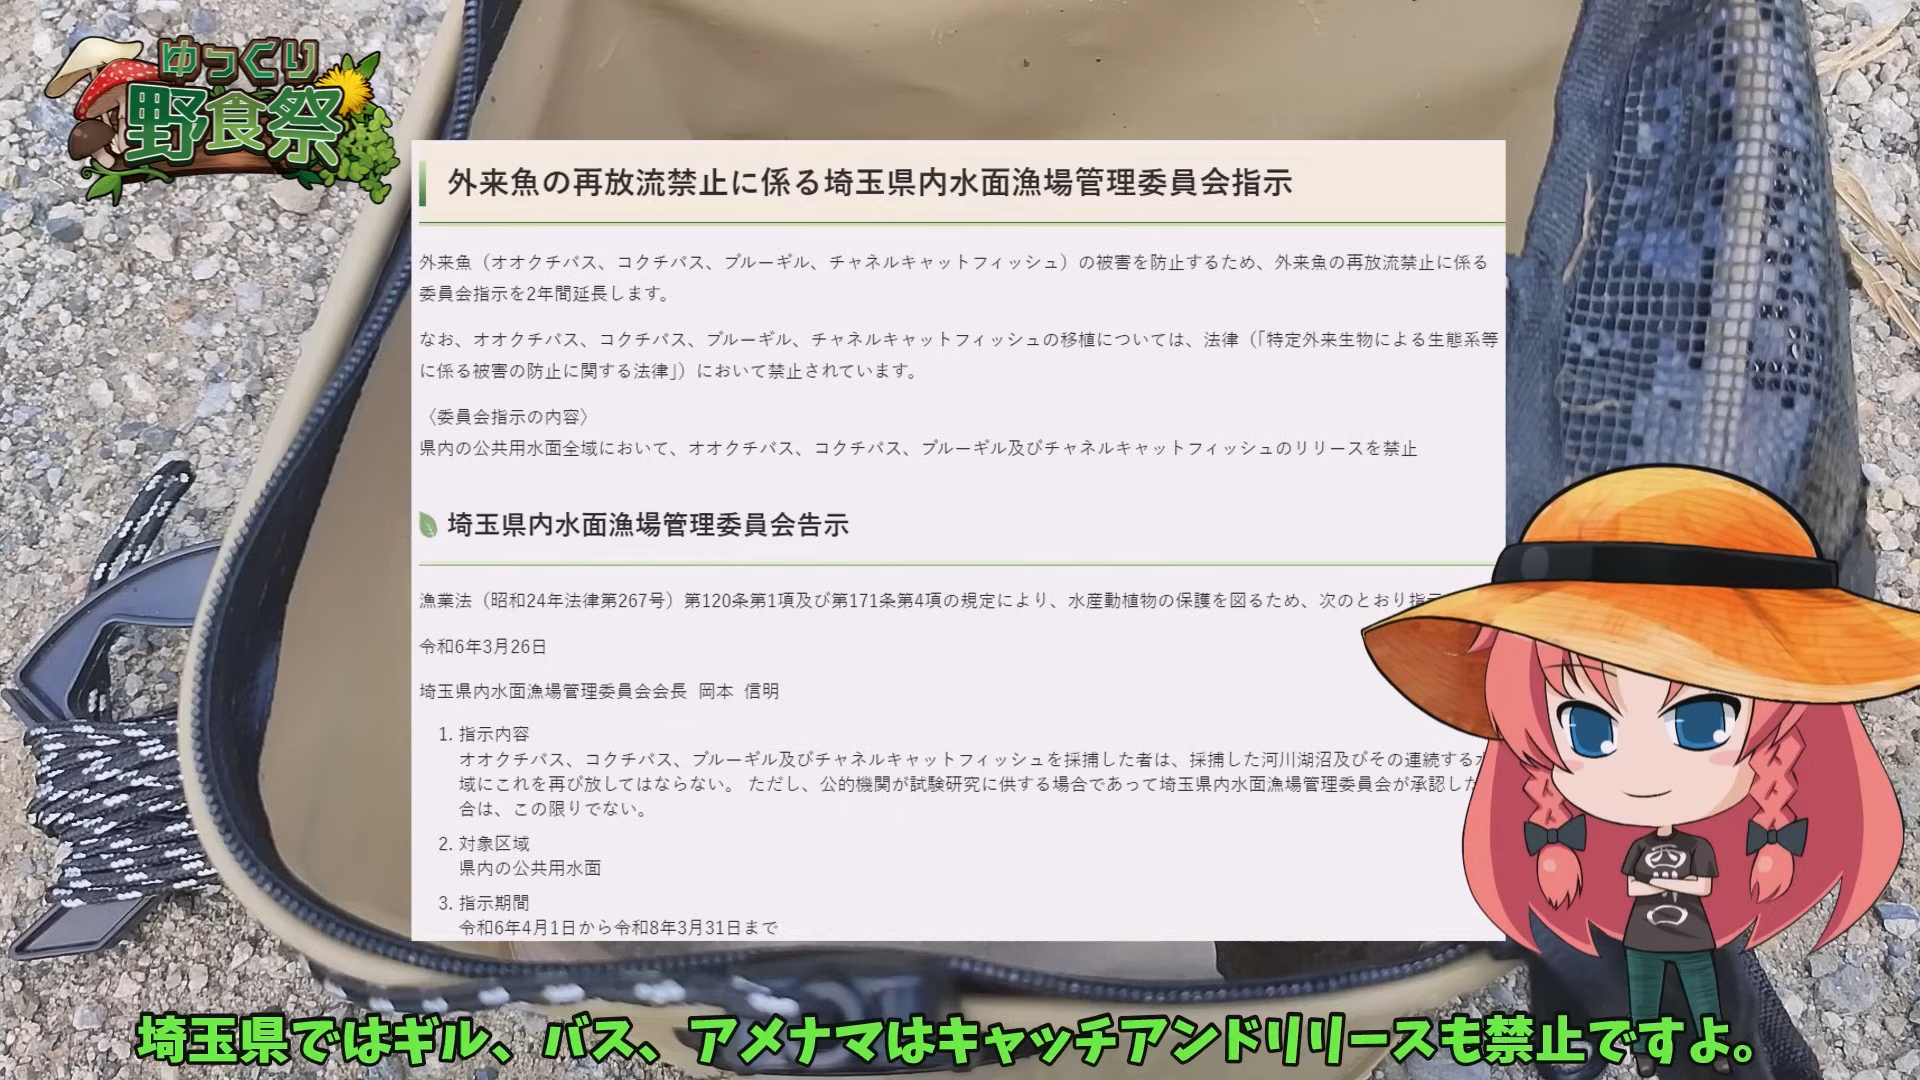 ゆっくり
野食祭
外来魚の再放流禁止に係る埼玉県内水面漁場管理委員会指示
外来魚（オオクチバス、コクチバス、ブルーギル、チャネルキャットフィッシュ）の被害を防止するため、外来魚の再放流禁止に係る
委員会指示を2年間延長します。
なお、オオクチバス、コクチバス、ブルーギル、チャネルキャットフィッシュの移植については、法律（「特定外来生物による生態系等
に係る被害の防止に関する法律」）において禁止されています。
〈委員会指示の内容〉
県内の公共用水面全域において、オオクチバス、コクチバス、ブルーギル及びチャネルキャットフィッシュのリリースを禁止
埼玉県内水面漁場管理委員会告示
漁業法（昭和24年法律第267号）第120条第1項及び第171条第4項の規定により、水産動植物の保護を図るため、次のとおり指示
令和6年3月26日
埼玉県内水面漁場管理委員会会長 岡本 信明
1. 指示内容
オオクチバス、コクチバス、ブルーギル及びチャネルキャットフィッシュを採捕した者は、採捕した河川湖沼及びその連続する
域にこれを再び放してはならない。 ただし、公的機関が試験研究に供する場合であって埼玉県内水面漁場管理委員会が承認した
合は、この限りでない。
2. 対象区域
県内の公共用水面
3. 指示期間
令和6年4月1日から令和8年3月31日まで
埼玉県ではギル、バス、アメナマはキャッチアンドリリースも禁止ですよ。